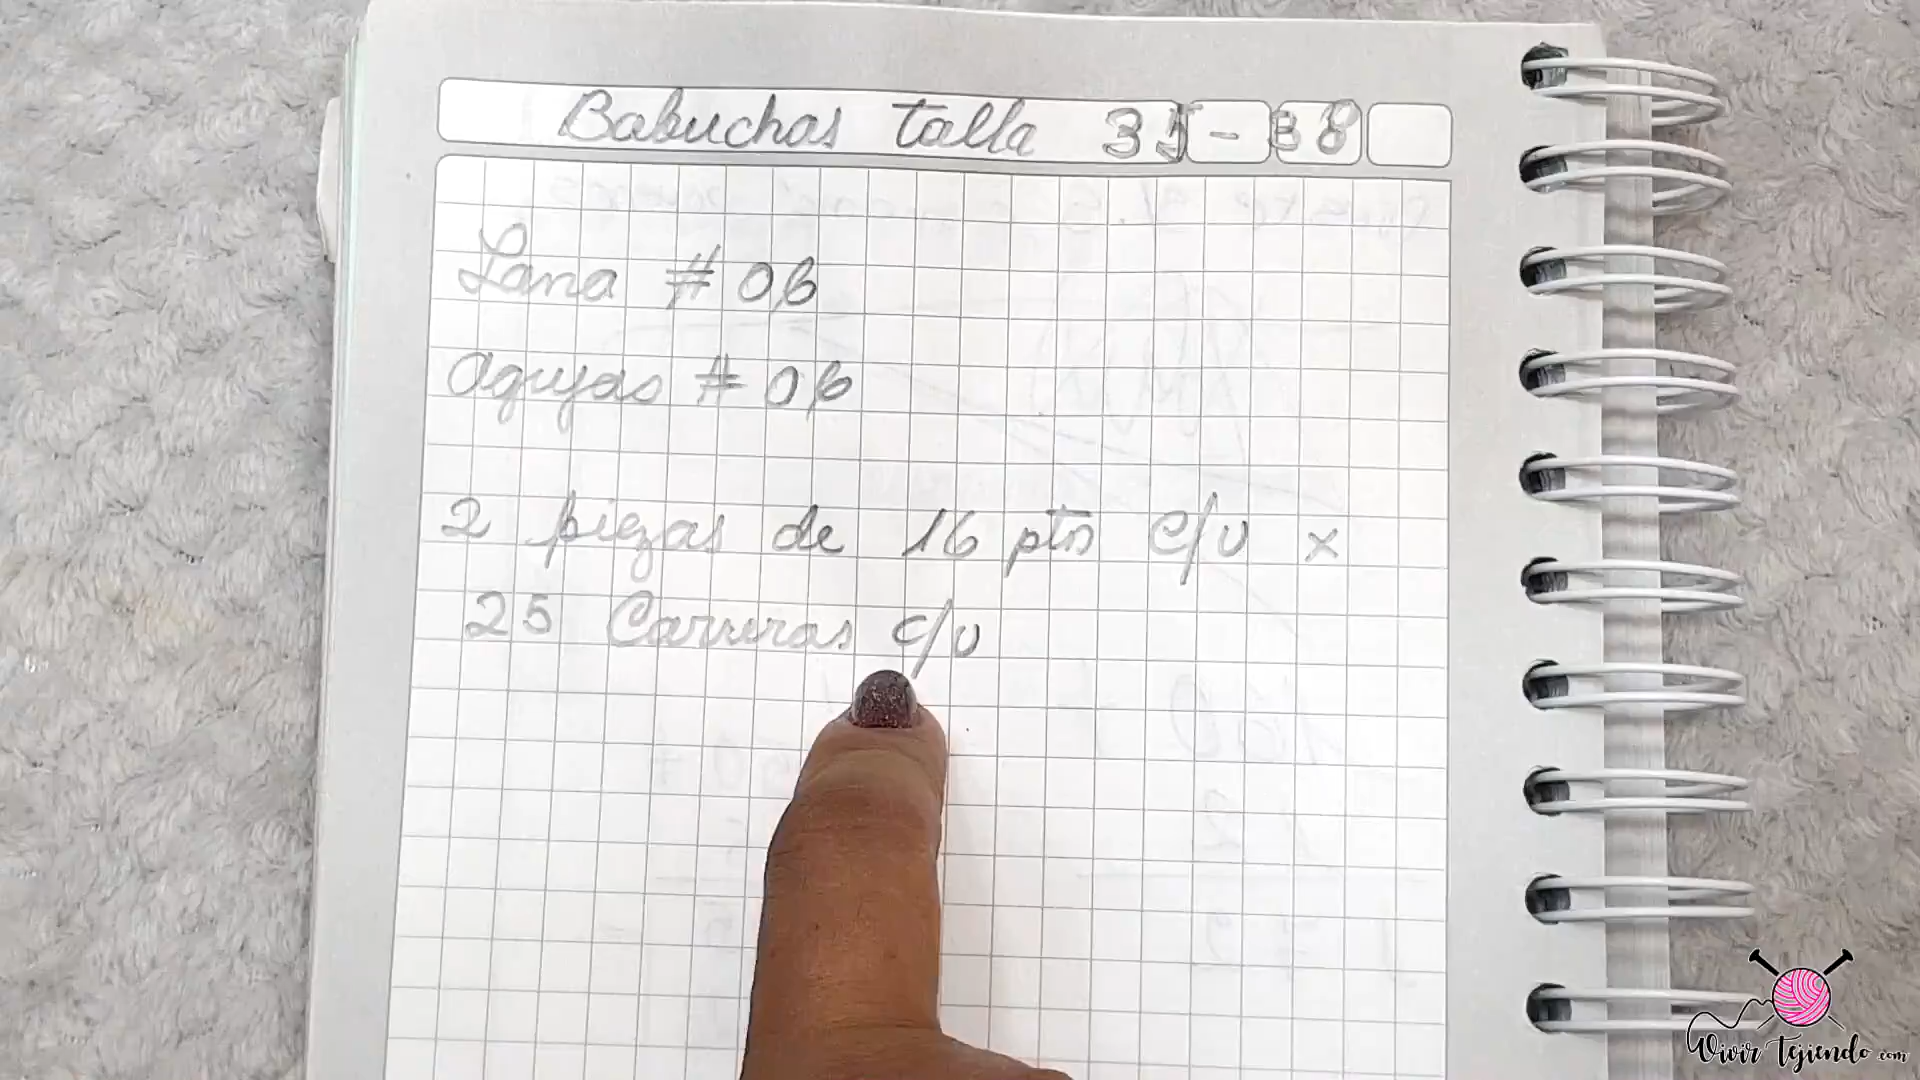 Babuchas talla 35-38
Lana # 06
agujas # 06
2 piezas de 16 pts c/u x
25 Carreras c/u
Vivir Tejiendo.com